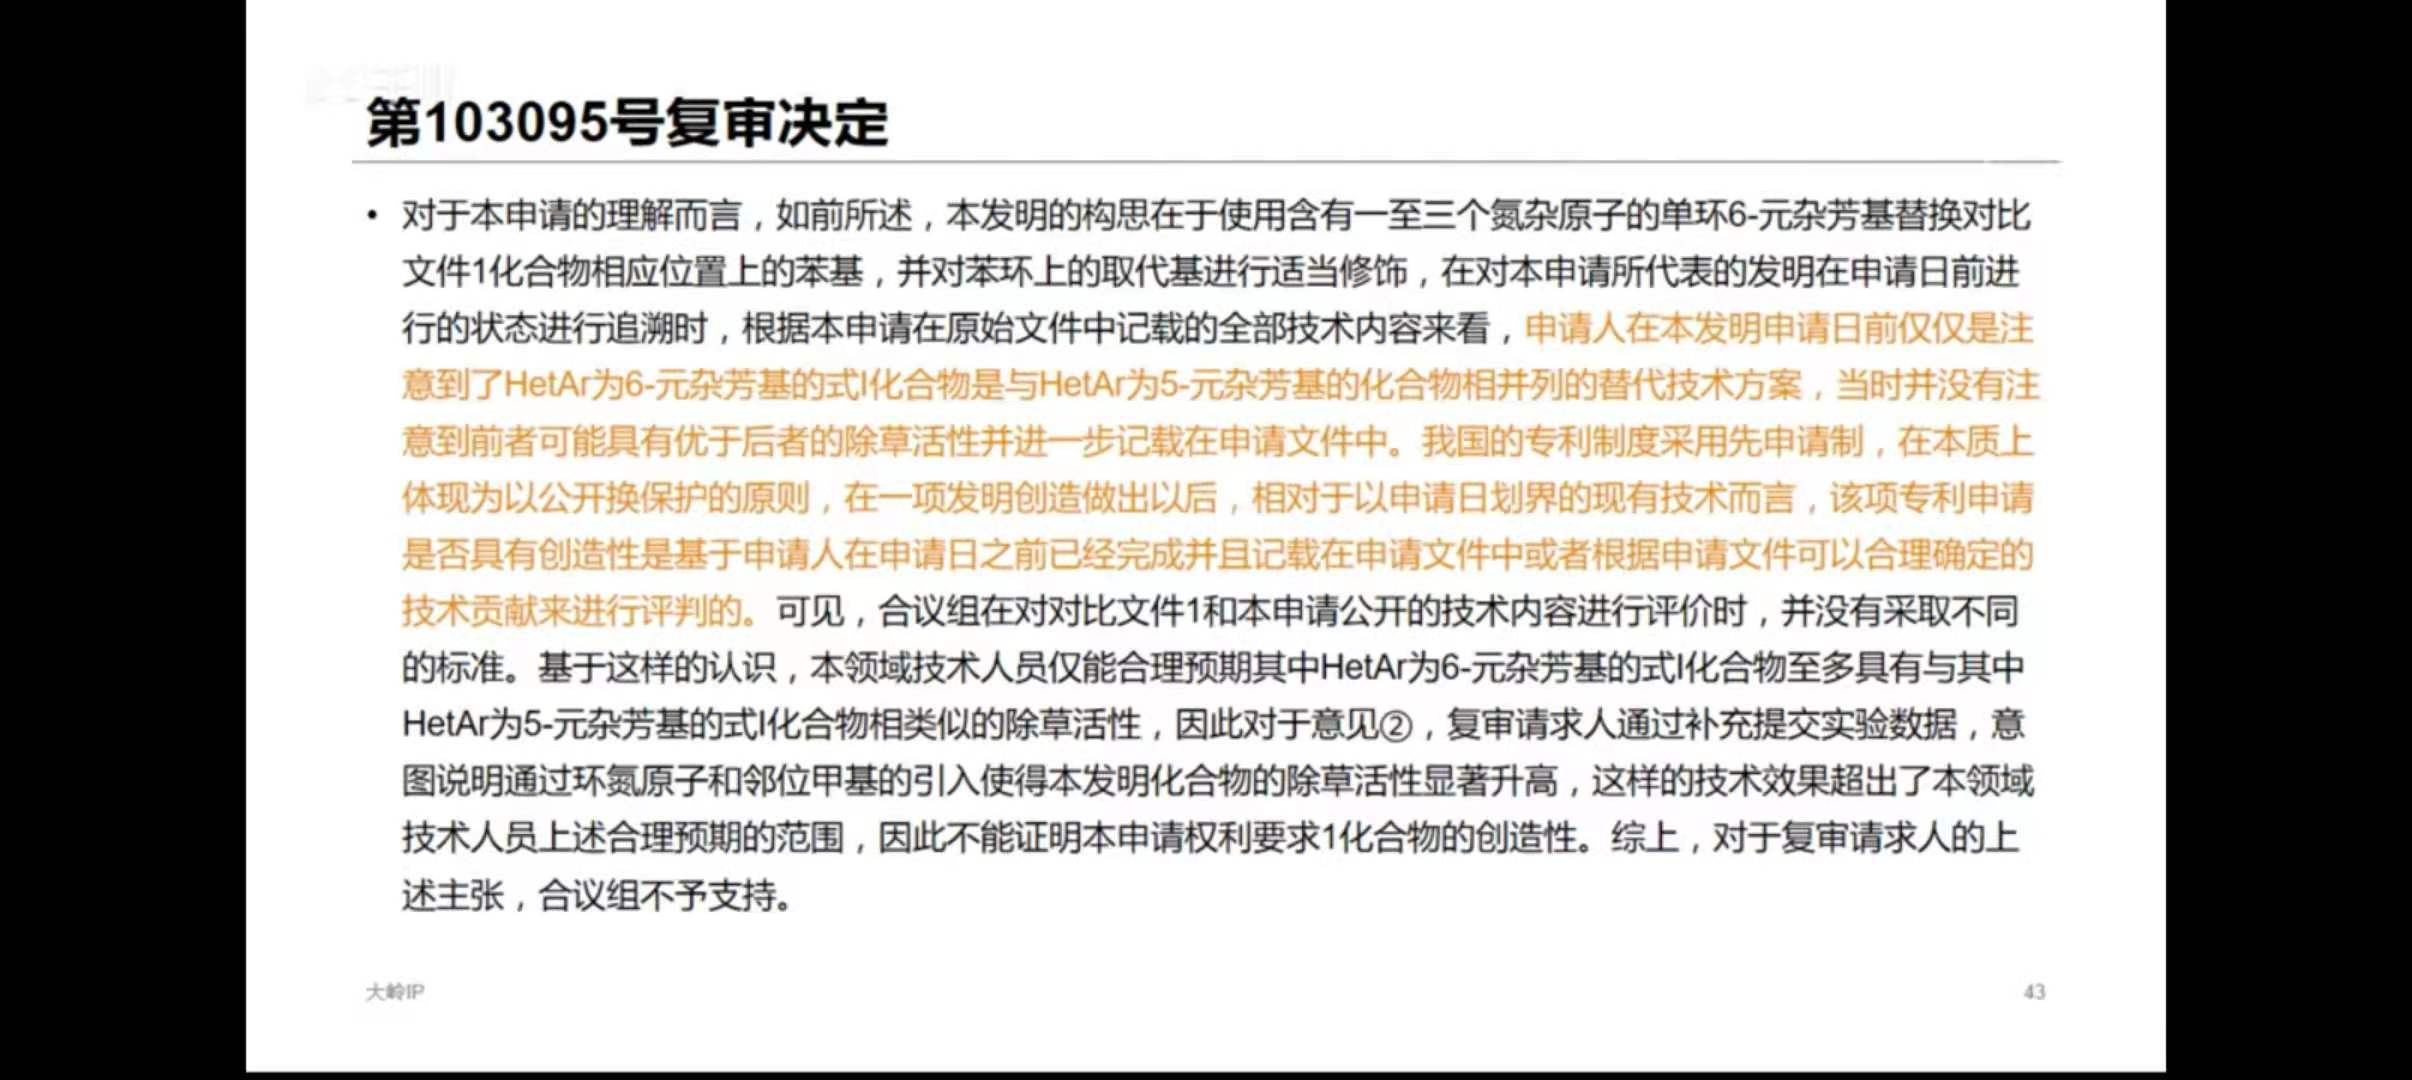 第103095号复审决定
• 对于本申请的理解而言，如前所述，本发明的构思在于使用含有一至三个氮杂原子的单环6-元杂芳基替换对比
文件1化合物相应位置上的苯基，并对苯环上的取代基进行适当修饰，在对本申请所代表的发明在申请日前进
行的状态进行追溯时，根据本申请在原始文件中记载的全部技术内容来看，申请人在本发明申请日前仅仅是注
意到了HetAr为6-元杂芳基的式I化合物是与HetAr为5-元杂芳基的化合物相并列的替代技术方案，当时并没有注
意到前者可能具有优于后者的除草活性并进一步记载在申请文件中。我国的专利制度采用先申请制，在本质上
体现为以公开换保护的原则，在一项发明创造做出以后，相对于以申请日划界的现有技术而言，该项专利申请
是否具有创造性是基于申请人在申请日之前已经完成并且记载在申请文件中或者根据申请文件可以合理确定的
技术贡献来进行评判的。可见，合议组在对对比文件1和本申请公开的技术内容进行评价时，并没有采取不同
的标准。基于这样的认识，本领域技术人员仅能合理预期其中HetAr为6-元杂芳基的式I化合物至多具有与其中
HetAr为5-元杂芳基的式I化合物相类似的除草活性，因此对于意见②，复审请求人通过补充提交实验数据，意
图说明通过环氮原子和邻位甲基的引入使得本发明化合物的除草活性显著升高，这样的技术效果超出了本领域
技术人员上述合理预期的范围，因此不能证明本申请权利要求1化合物的创造性。综上，对于复审请求人的上
述主张，合议组不予支持。
大岭IP
43